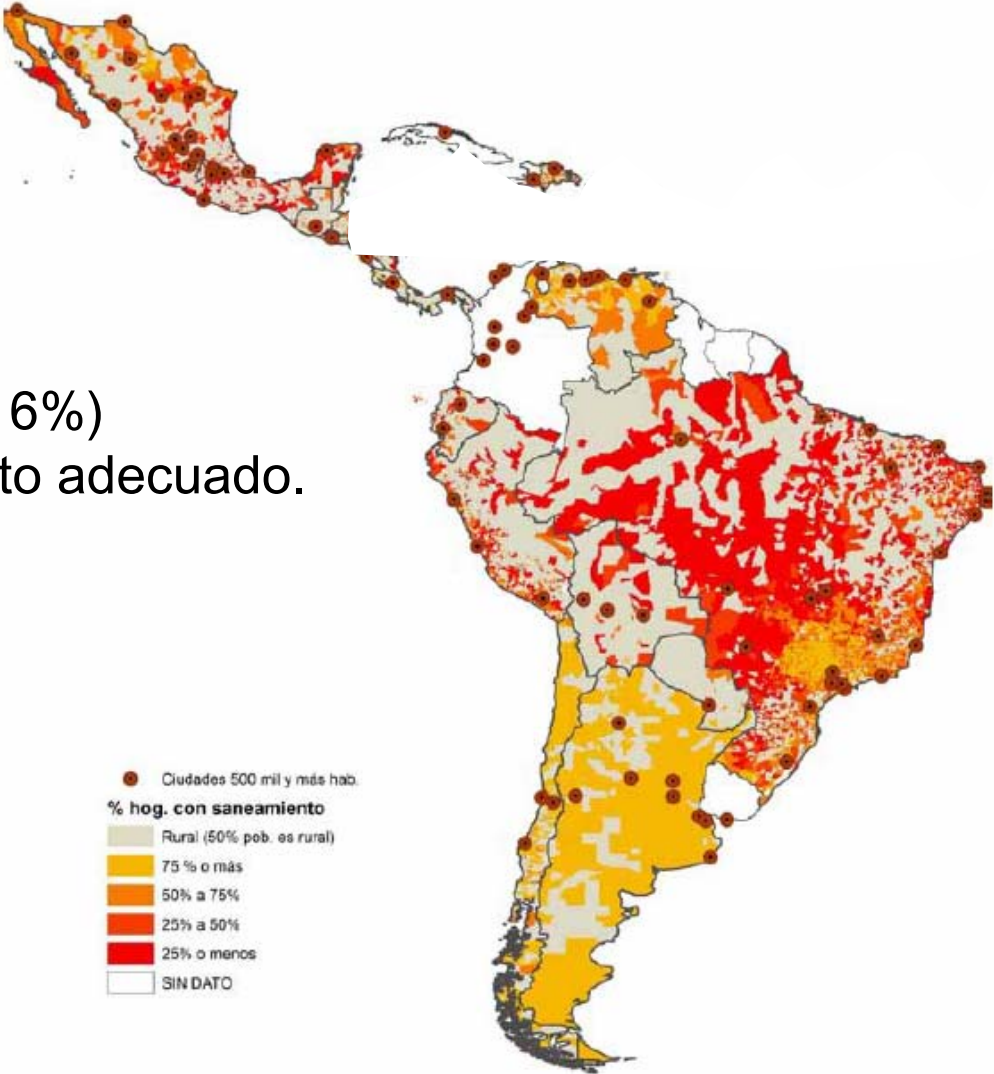 6%)
to adecuado.
Ciudades 500 mil y más hab.
% hog. con saneamiento
Rural (50% pob. es rural)
75 % o más
50% a 75%
25% a 50%
25% o menos
SIN DATO